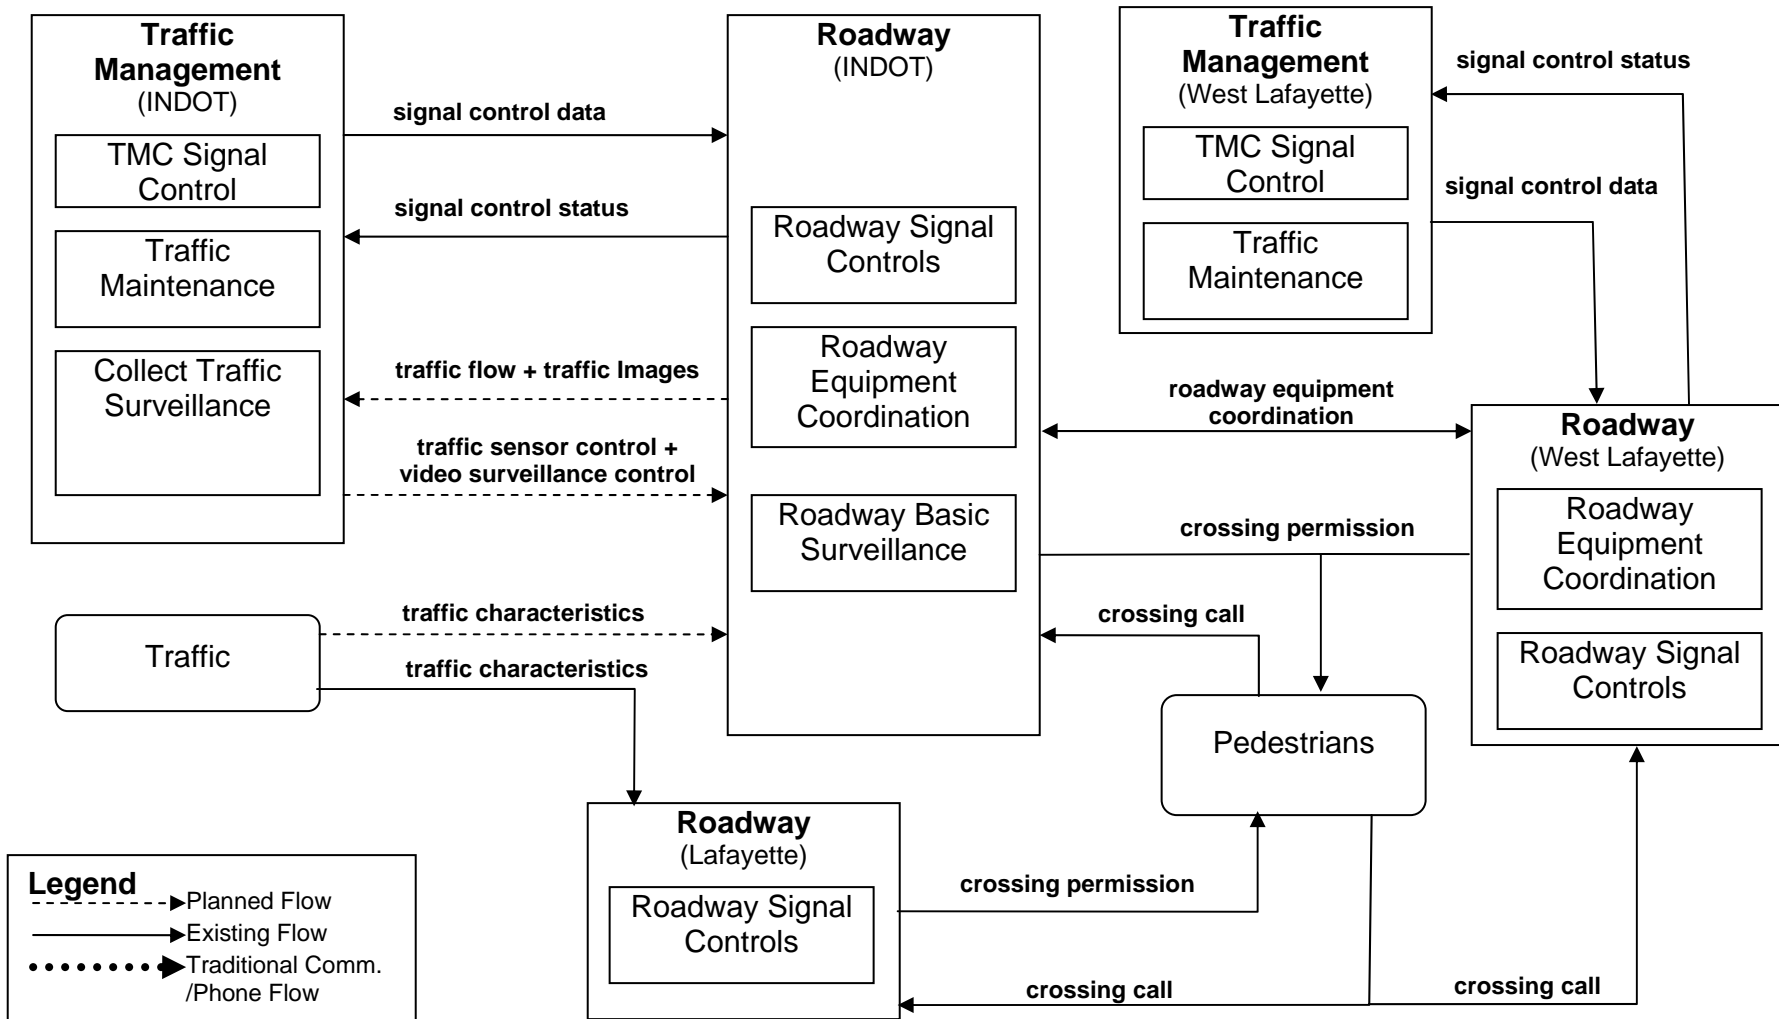 Traffic
Management
(INDOT)
TMC Signal
Control
Traffic
Maintenance
Collect Traffic
Surveillance
signal control data
signal control status
traffic flow + traffic Images
traffic sensor control +
video surveillance control
Roadway
(INDOT)
Roadway Signal
Controls
Roadway
Equipment
Coordination
Roadway Basic
Surveillance
Traffic
Management
(West Lafayette)
TMC Signal
Control
Traffic
Maintenance
signal control status
signal control data
roadway equipment
coordination
Roadway
(West Lafayette)
Roadway
Equipment
Coordination
Roadway Signal
Controls
crossing permission
crossing call
Traffic
traffic characteristics
traffic characteristics
Pedestrians
Roadway
(Lafayette)
Roadway Signal
Controls
crossing permission
crossing call
crossing call
Legend
Planned Flow
Existing Flow
Traditional Comm.
/Phone Flow